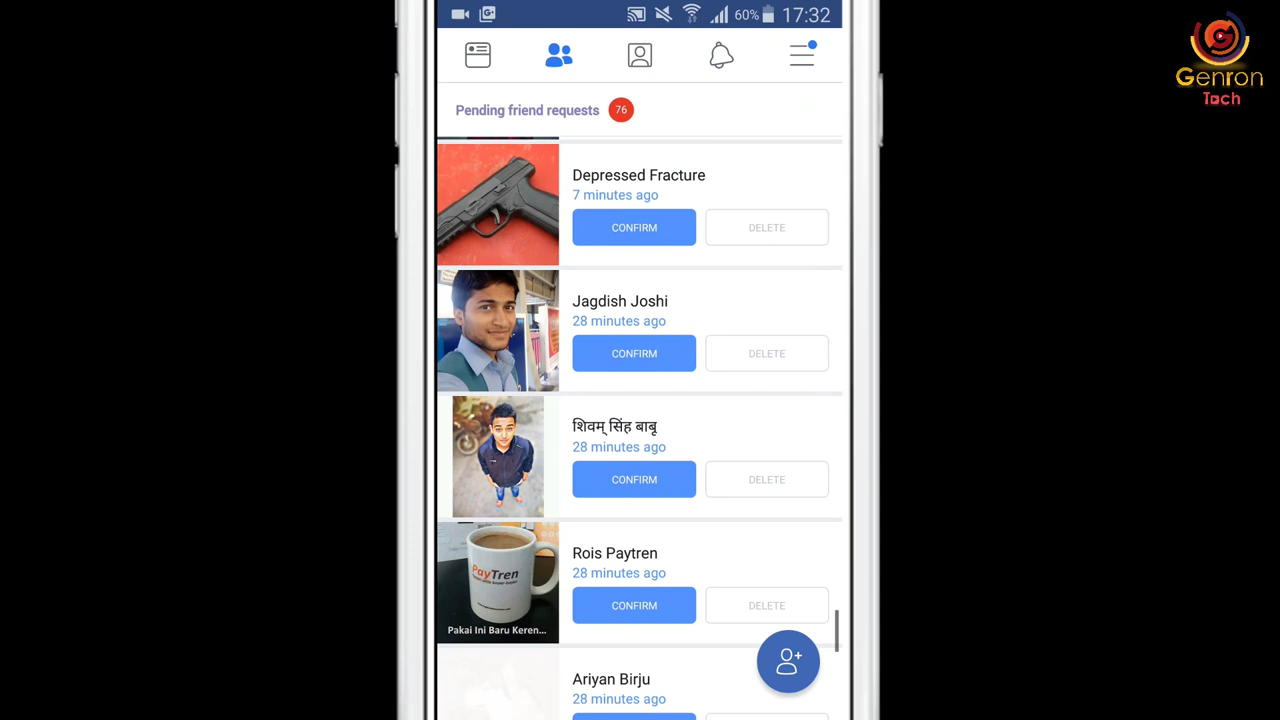 60% 17:32
Genron
Tech
Pending friend requests 76
Depressed Fracture
7 minutes ago
CONFIRM DELETE
Jagdish Joshi
28 minutes ago
CONFIRM DELETE
शिवम् सिंह बाबू
28 minutes ago
CONFIRM DELETE
PayTren
Rois Paytren
28 minutes ago
CONFIRM DELETE
Pakai Ini Baru Keren...
Ariyan Birju
28 minutes ago